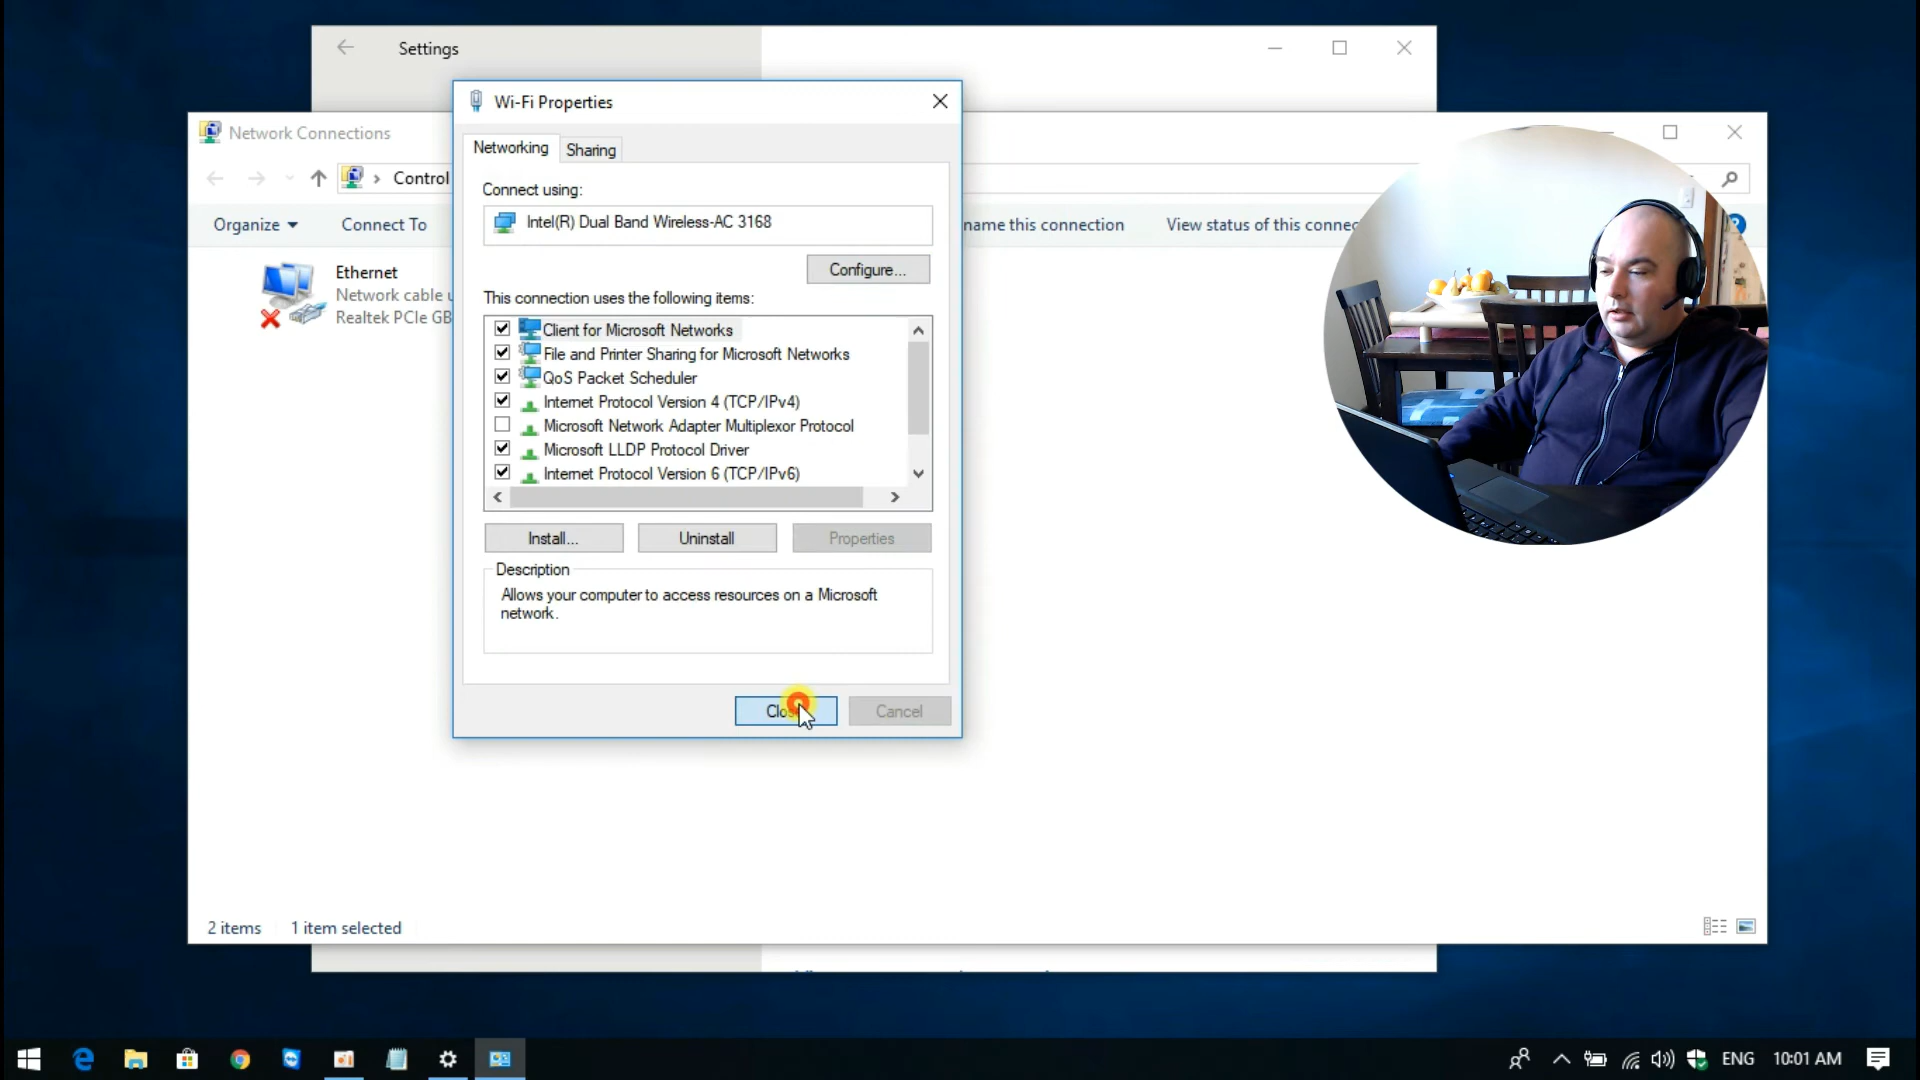 Settings
Wi-Fi Properties
Network Connections
Networking
Sharing
Control
Connect using:
Intel(R) Dual Band Wireless-AC 3168
Organize
Connect To
name this connection
View status of this connec
Configure...
Ethernet
Network cable u
Realtek PCIe GB
This connection uses the following items:
Client for Microsoft Networks
File and Printer Sharing for Microsoft Networks
QoS Packet Scheduler
Internet Protocol Version 4 (TCP/IPv4)
Microsoft Network Adapter Multiplexor Protocol
Microsoft LLDP Protocol Driver
Internet Protocol Version 6 (TCP/IPv6)
Install...
Uninstall
Properties
Description
Allows your computer to access resources on a Microsoft
network.
Cancel
2 items
1 item selected
ENG
10:01 AM